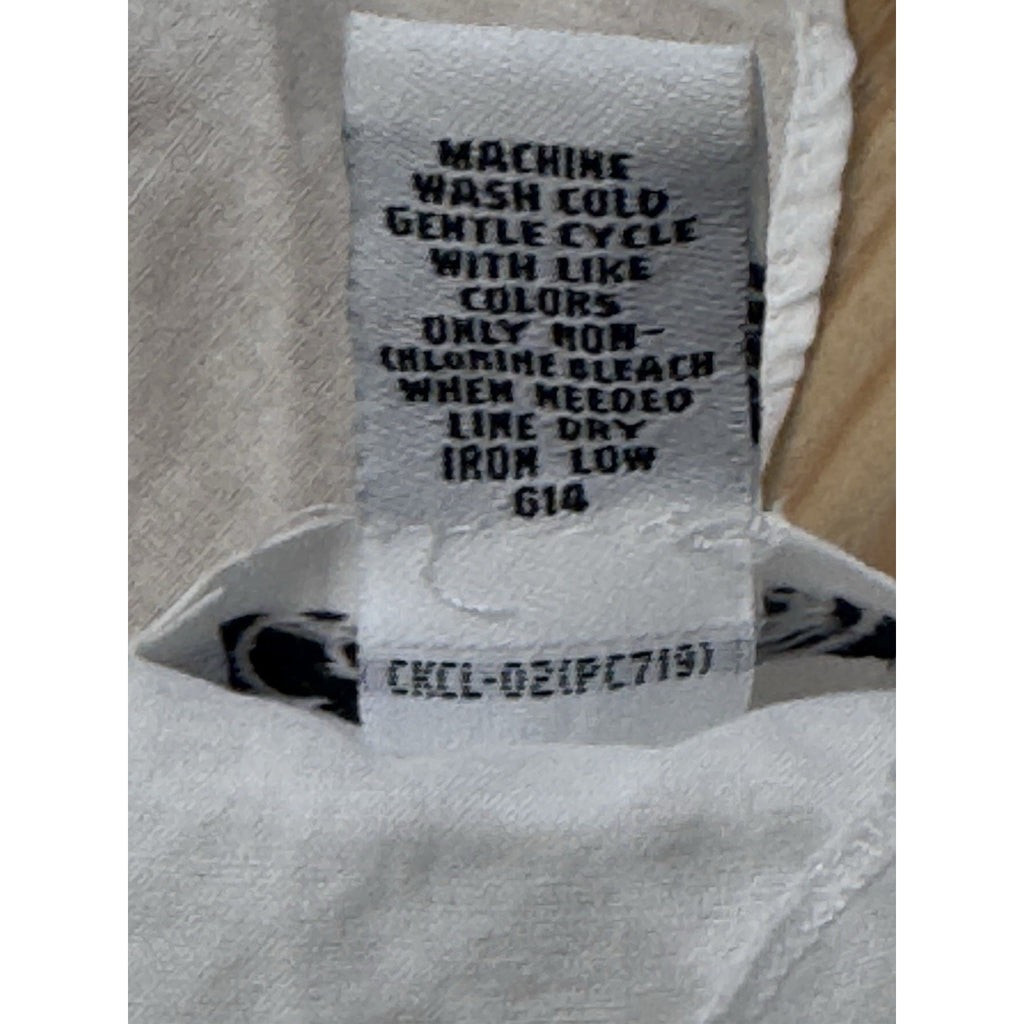 MACHINE
WASH COLD
GENTLE CYCLE
WITH LIKE
COLORS
ONLY NON-
CHLORINE BLEACH
WHEN NEEDED
LINE DRY
IRON LOW
G14
CKCL-02(PC719)